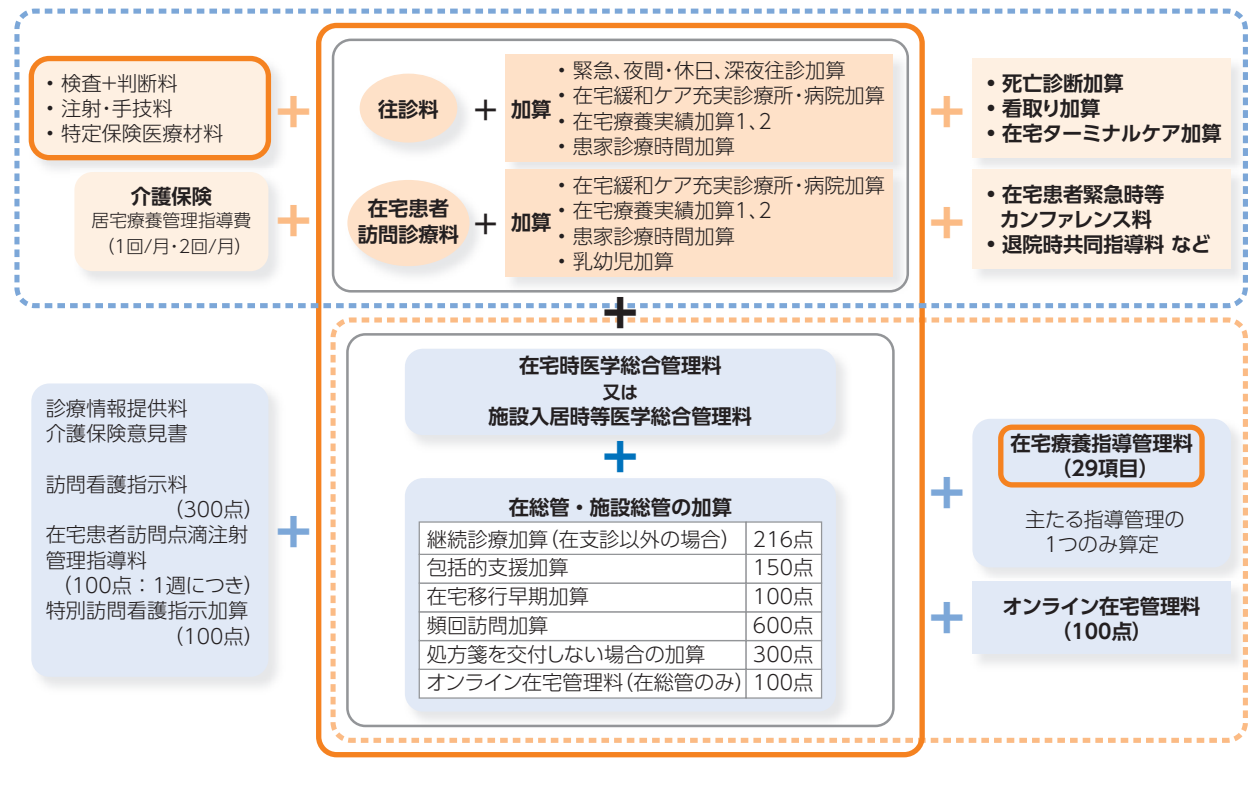 ・検査+判断料
・注射・手技料
・特定保険医療材料
+
往診料
+
加算
・緊急、夜間・休日、深夜往診加算
・在宅緩和ケア充実診療所・病院加算
・在宅療養実績加算1、2
・患家診療時間加算
+
・死亡診断加算
・看取り加算
・在宅ターミナルケア加算
介護保険
居宅療養管理指導費
(1回/月・2回/月)
+
在宅患者
訪問診療料
+
加算
・在宅緩和ケア充実診療所・病院加算
・在宅療養実績加算1、2
・患家診療時間加算
・乳幼児加算
+
・在宅患者緊急時等
カンファレンス料
・退院時共同指導料 など
+
診療情報提供料
介護保険意見書
訪問看護指示料
(300点)
在宅患者訪問点滴注射
管理指導料
(100点:1週につき)
特別訪問看護指示加算
(100点)
+
在宅時医学総合管理料
又は
施設入居時等医学総合管理料
+
在総管・施設総管の加算
継続診療加算(在支診以外の場合) 216点
包括的支援加算 150点
在宅移行早期加算 100点
頻回訪問加算 600点
処方箋を交付しない場合の加算 300点
オンライン在宅管理料(在総管のみ) 100点
+
在宅療養指導管理料
(29項目)
主たる指導管理の
1つのみ算定
+
オンライン在宅管理料
(100点)